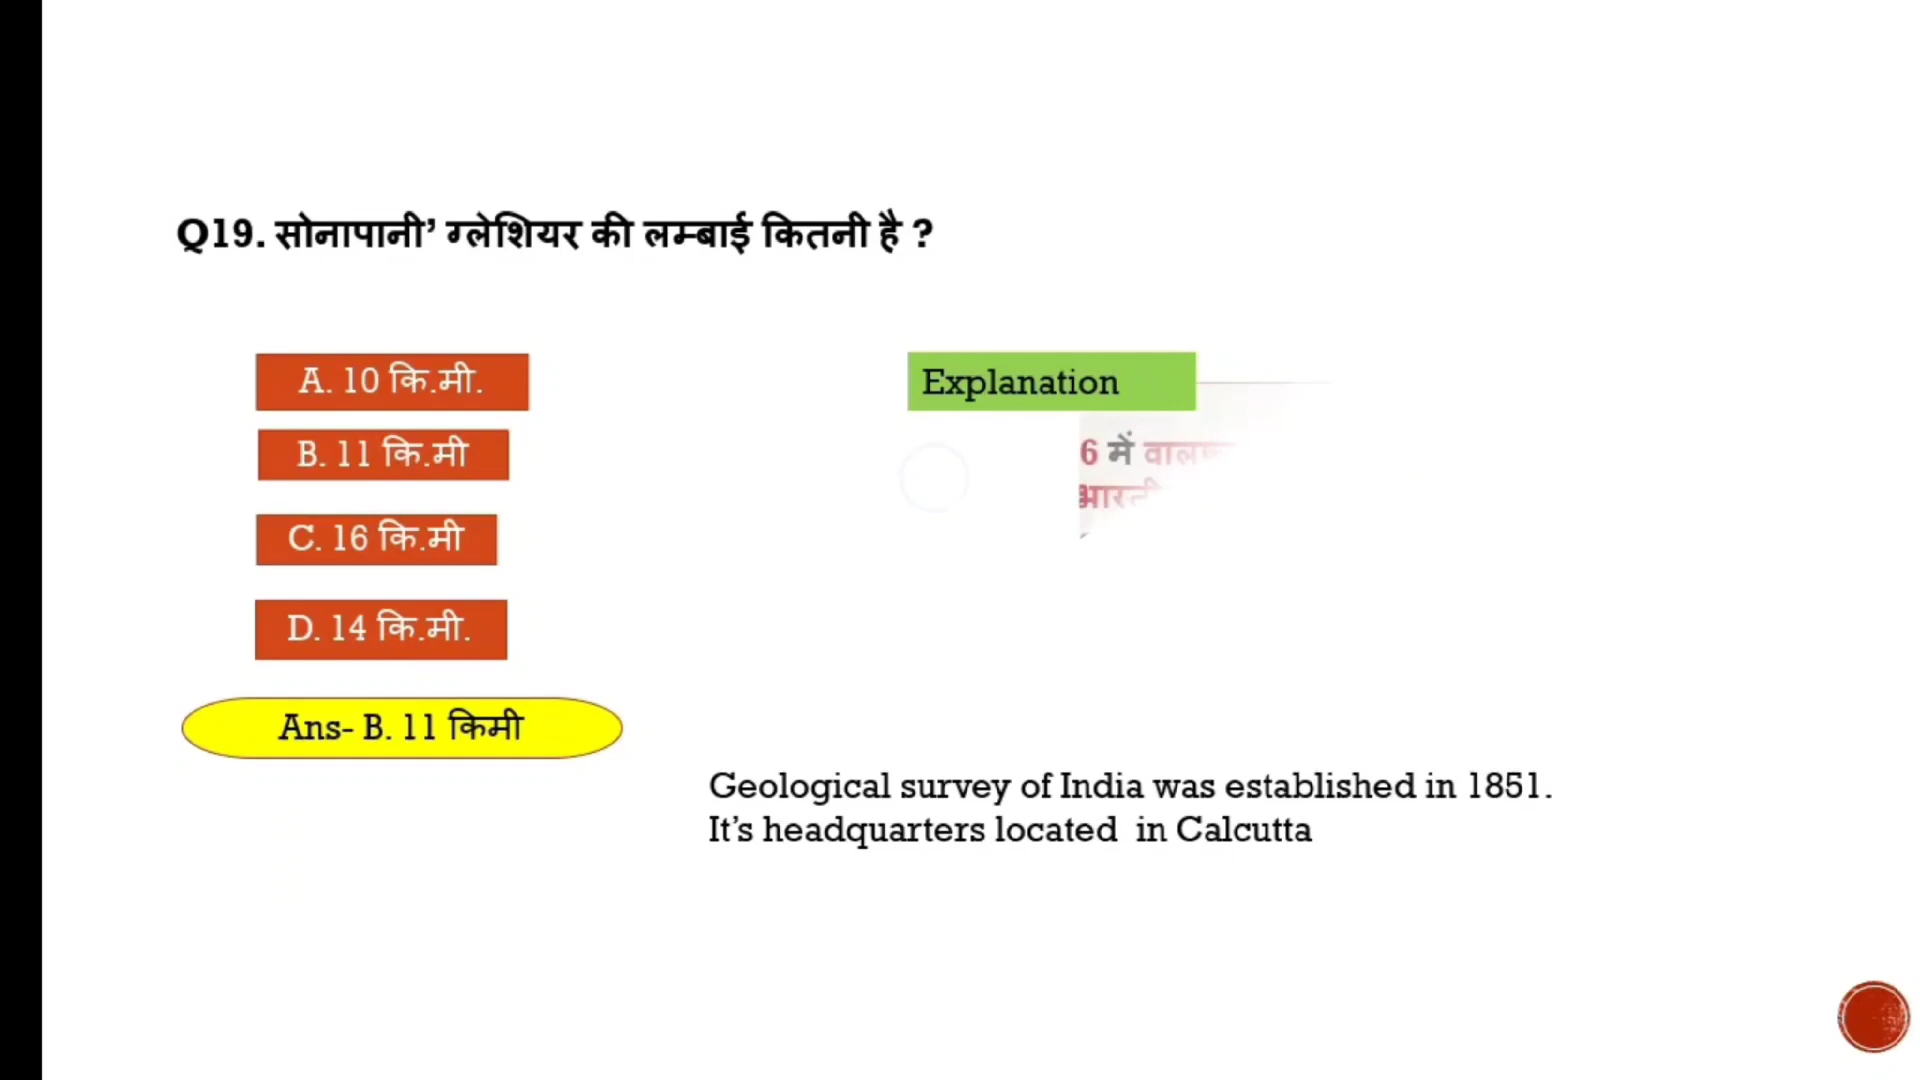 Q19. सोनापानी’ ग्लेशियर की लम्बाई कितनी है ?
A. 10 कि.मी.
B. 11 कि.मी
C. 16 कि.मी
D. 14 कि.मी.
Ans- B. 11 किमी
Explanation
6 में
Geological survey of India was established in 1851.
It’s headquarters located in Calcutta